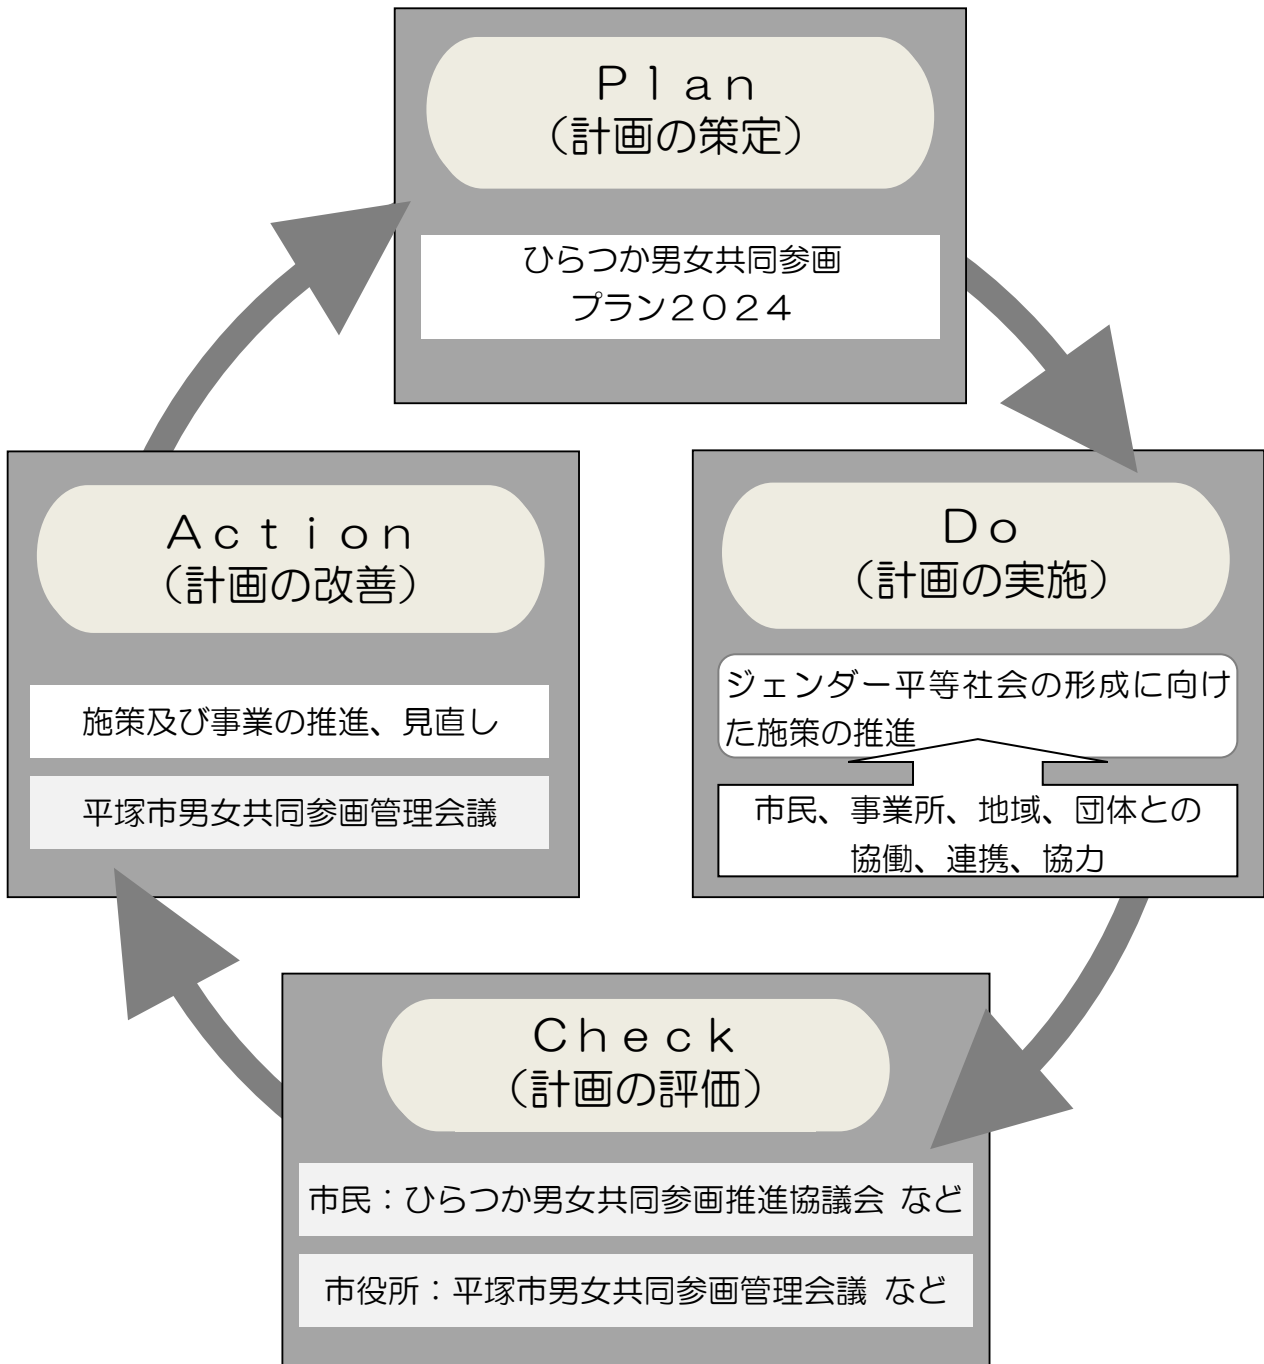 Ｐｌａｎ
（計画の策定）
ひらつか男女共同参画
プラン２０２４
Ｄｏ
（計画の実施）
ジェンダー平等社会の形成に向け
た施策の推進
市民、事業所、地域、団体との
協働、連携、協力
Ｃｈｅｃｋ
（計画の評価）
市民：ひらつか男女共同参画推進協議会 など
市役所：平塚市男女共同参画管理会議 など
Ａｃｔｉｏｎ
（計画の改善）
施策及び事業の推進、見直し
平塚市男女共同参画管理会議